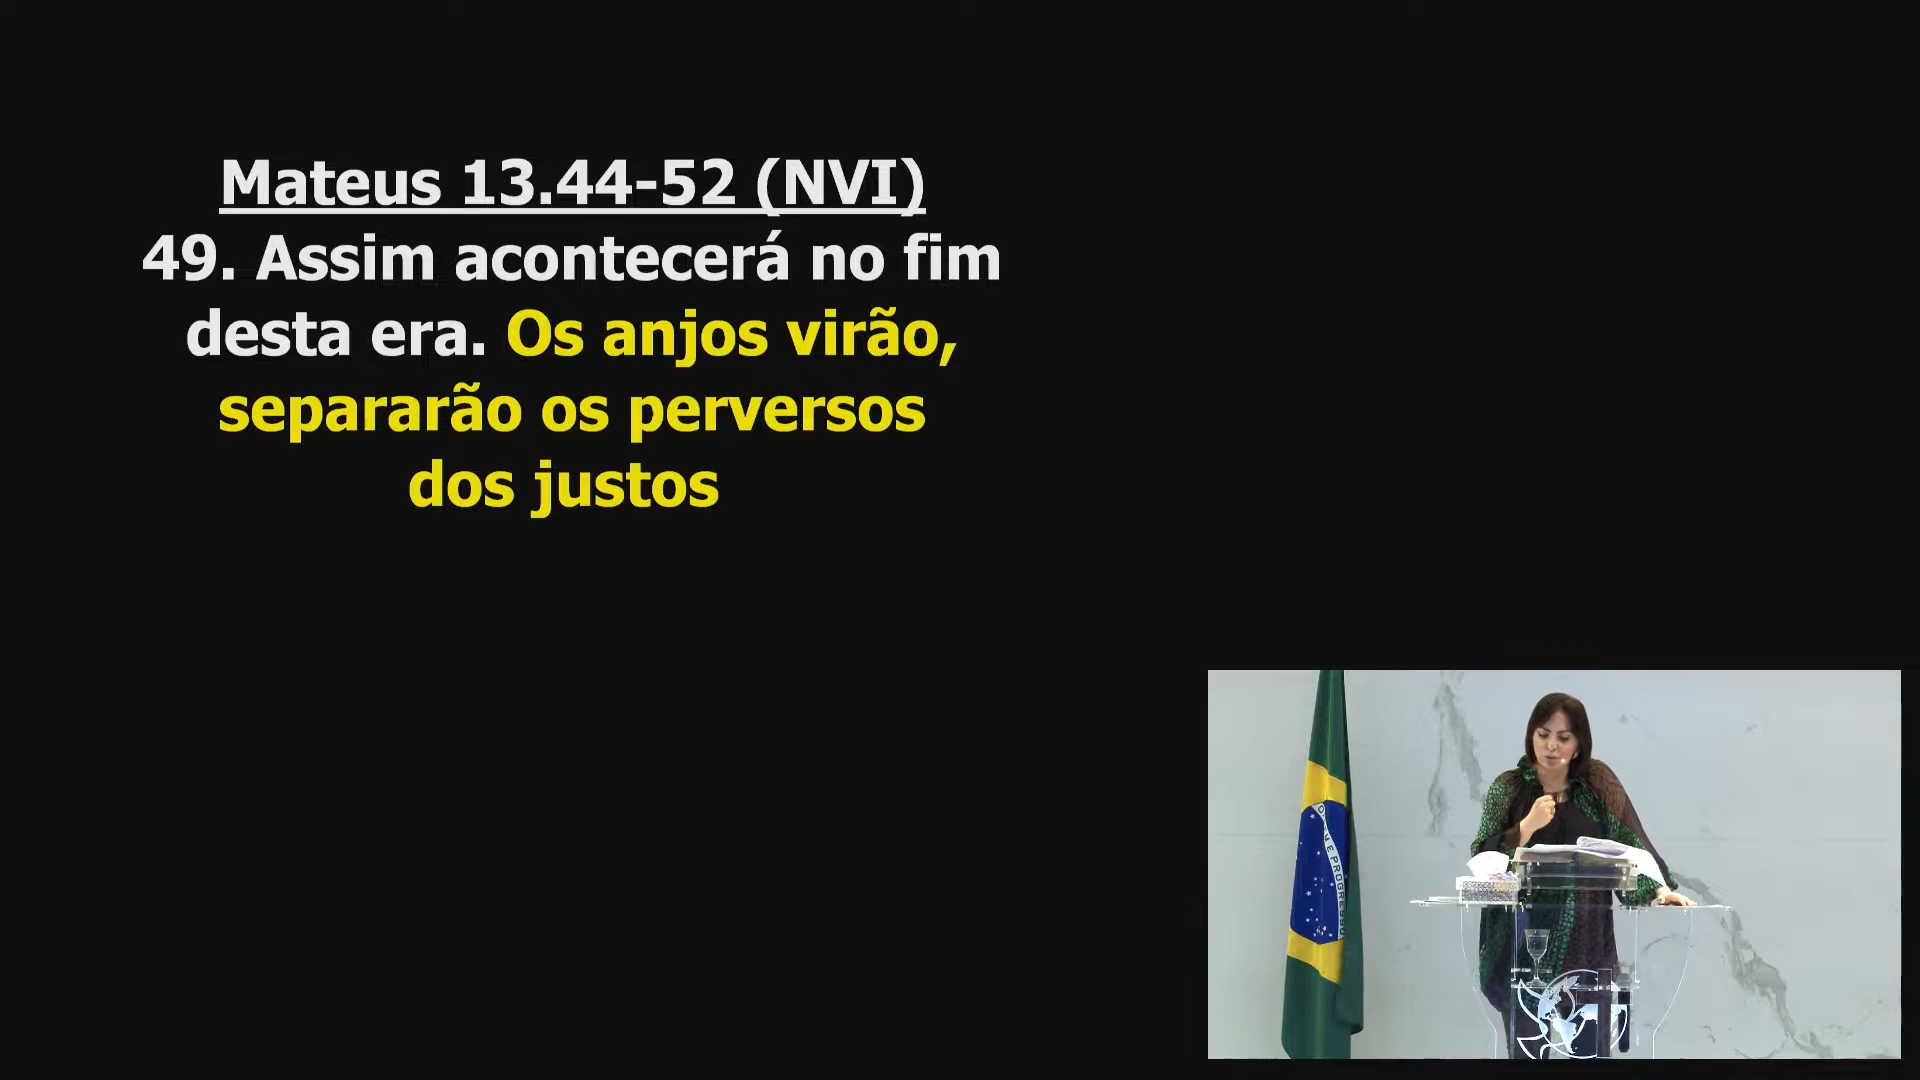 Mateus 13.44-52 (NVI)
49. Assim acontecerá no fim
desta era. Os anjos virão,
separarão os perversos
dos justos
E PROGRESSO